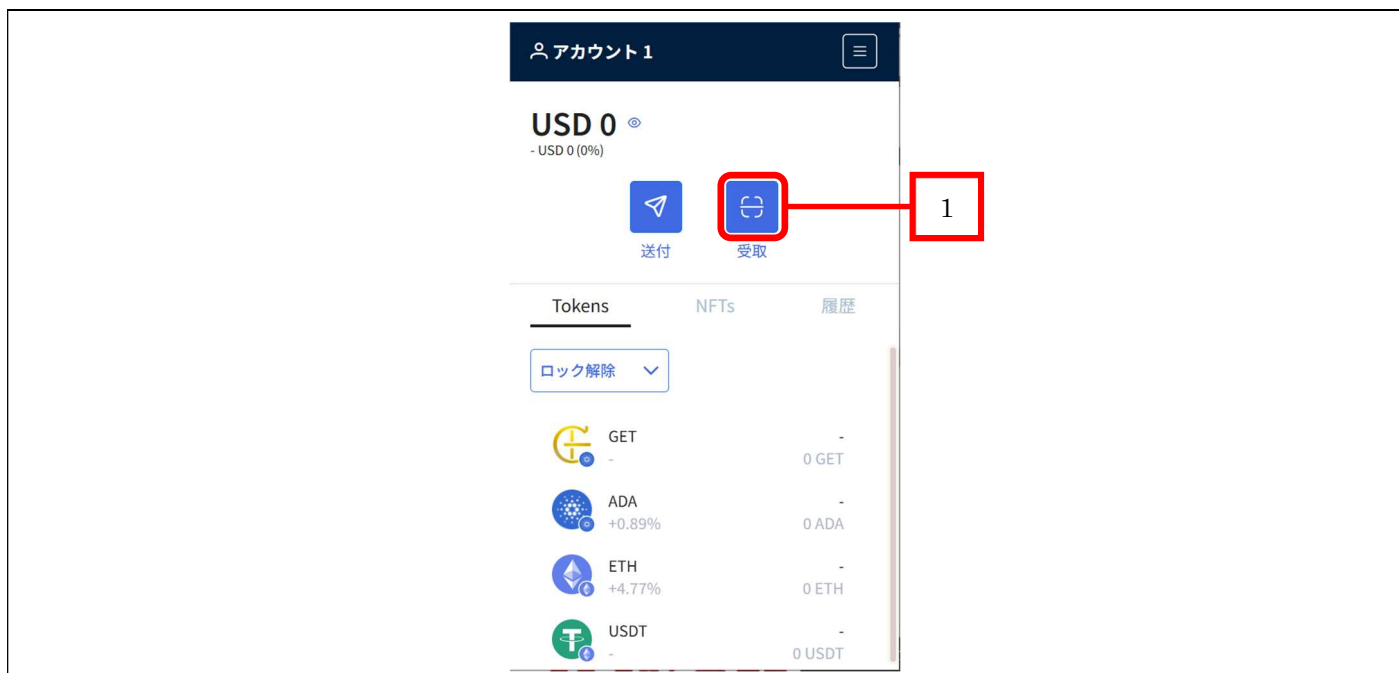 アカウント 1
USD 0
- USD 0 (0%)
1
送付 受取
Tokens NFTs 履歴
ロック解除
GET -
- 0 GET
ADA -
+0.89% 0 ADA
ETH -
+4.77% 0 ETH
USDT -
- 0 USDT